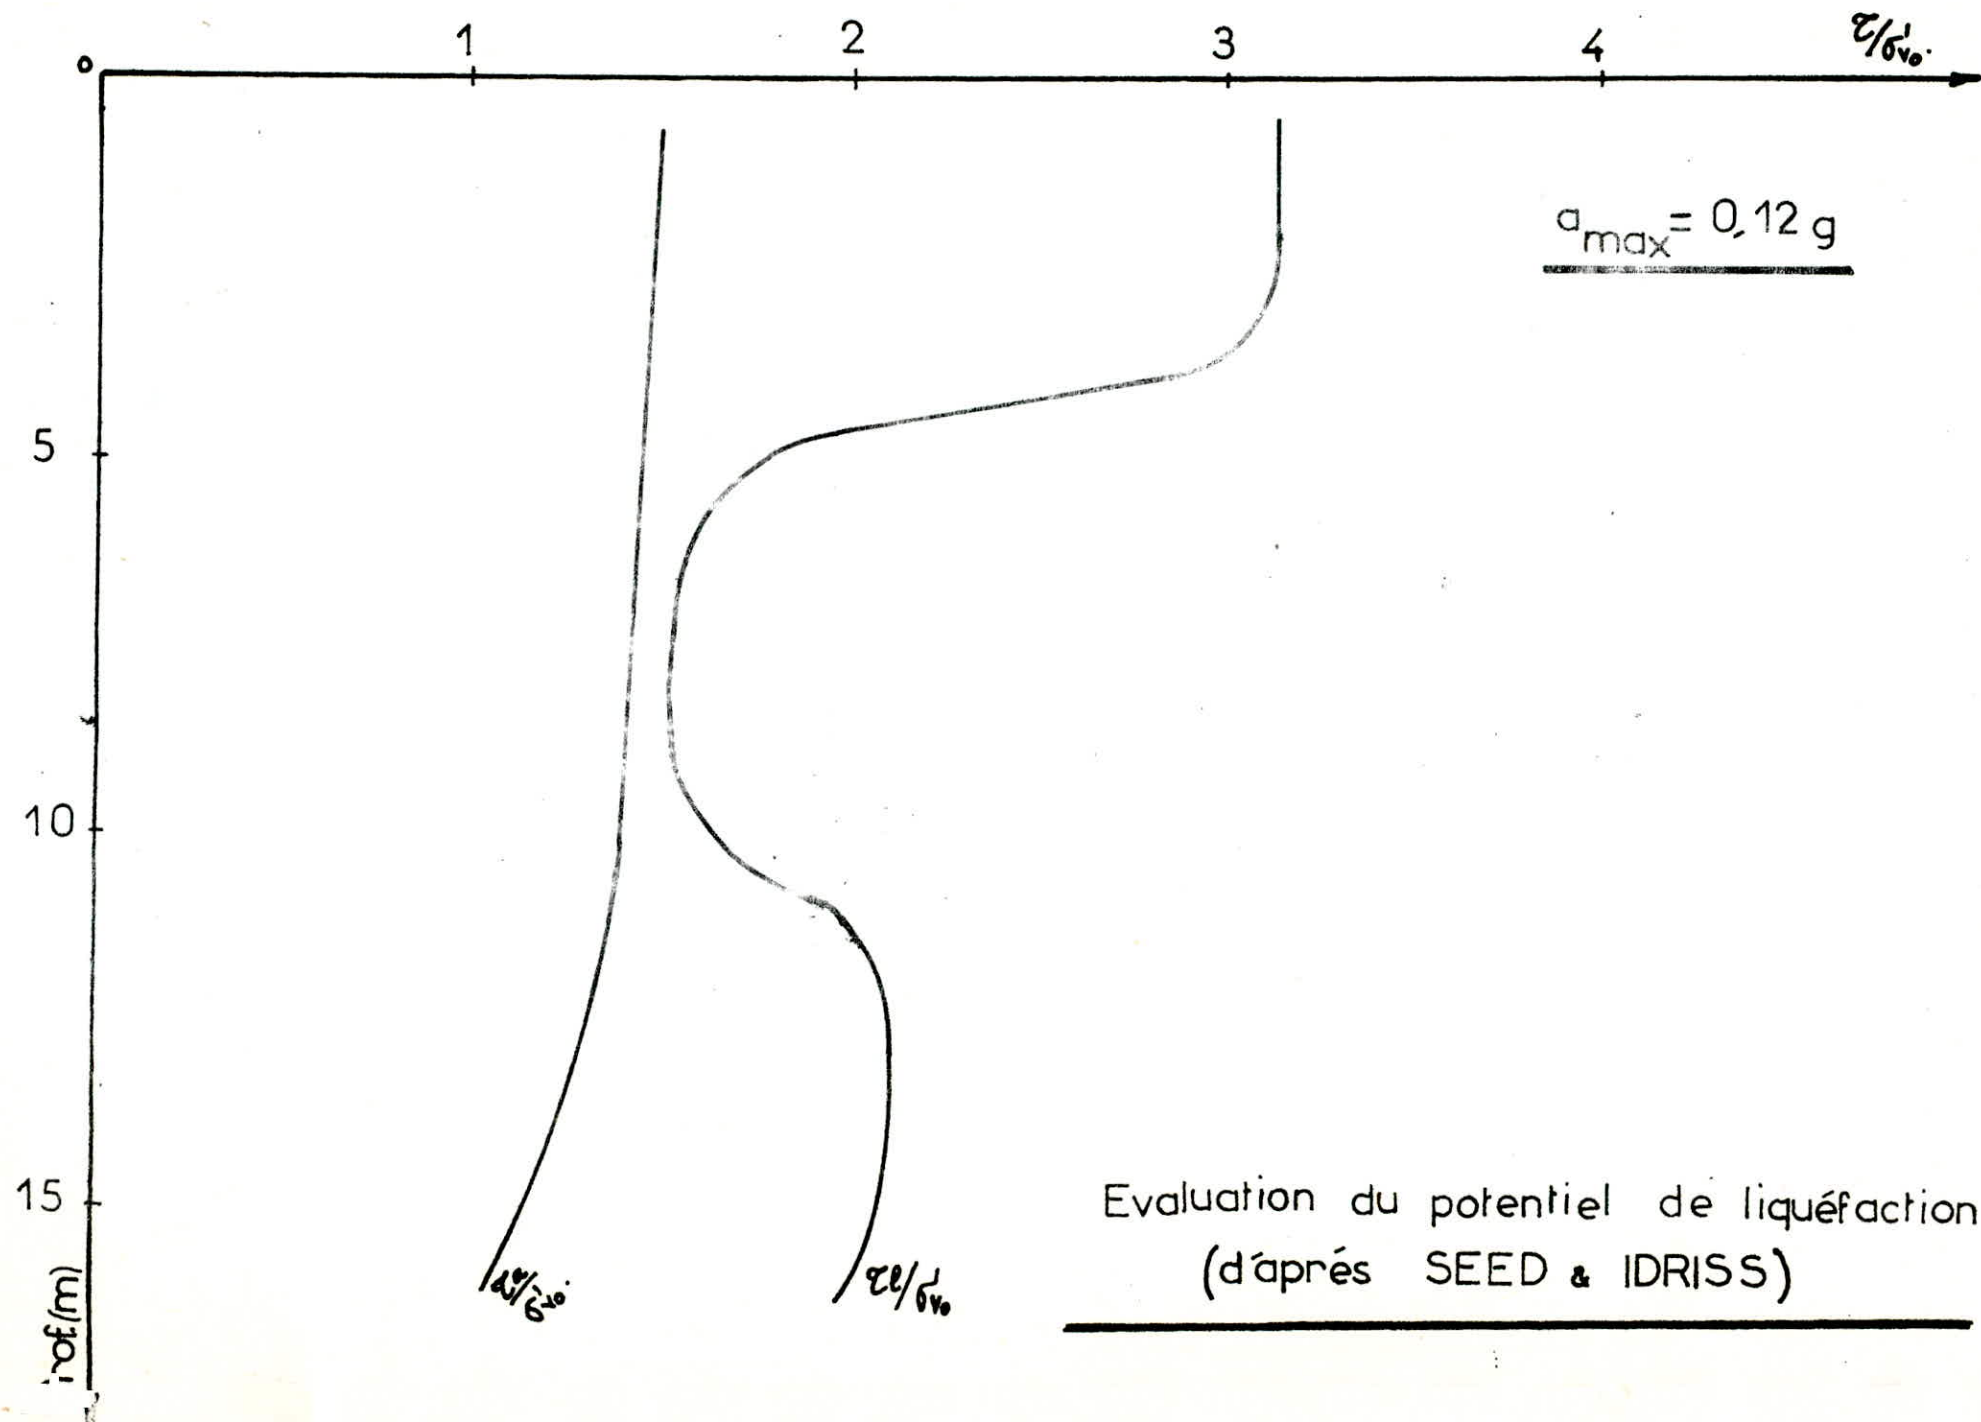 0 1 2 3 4 τ/σ'v₀
a max = 0,12 g
5
10
15
Evaluation du potentiel de liquéfaction
(d'aprés SEED & IDRISS)
τℓ/σ'v₀